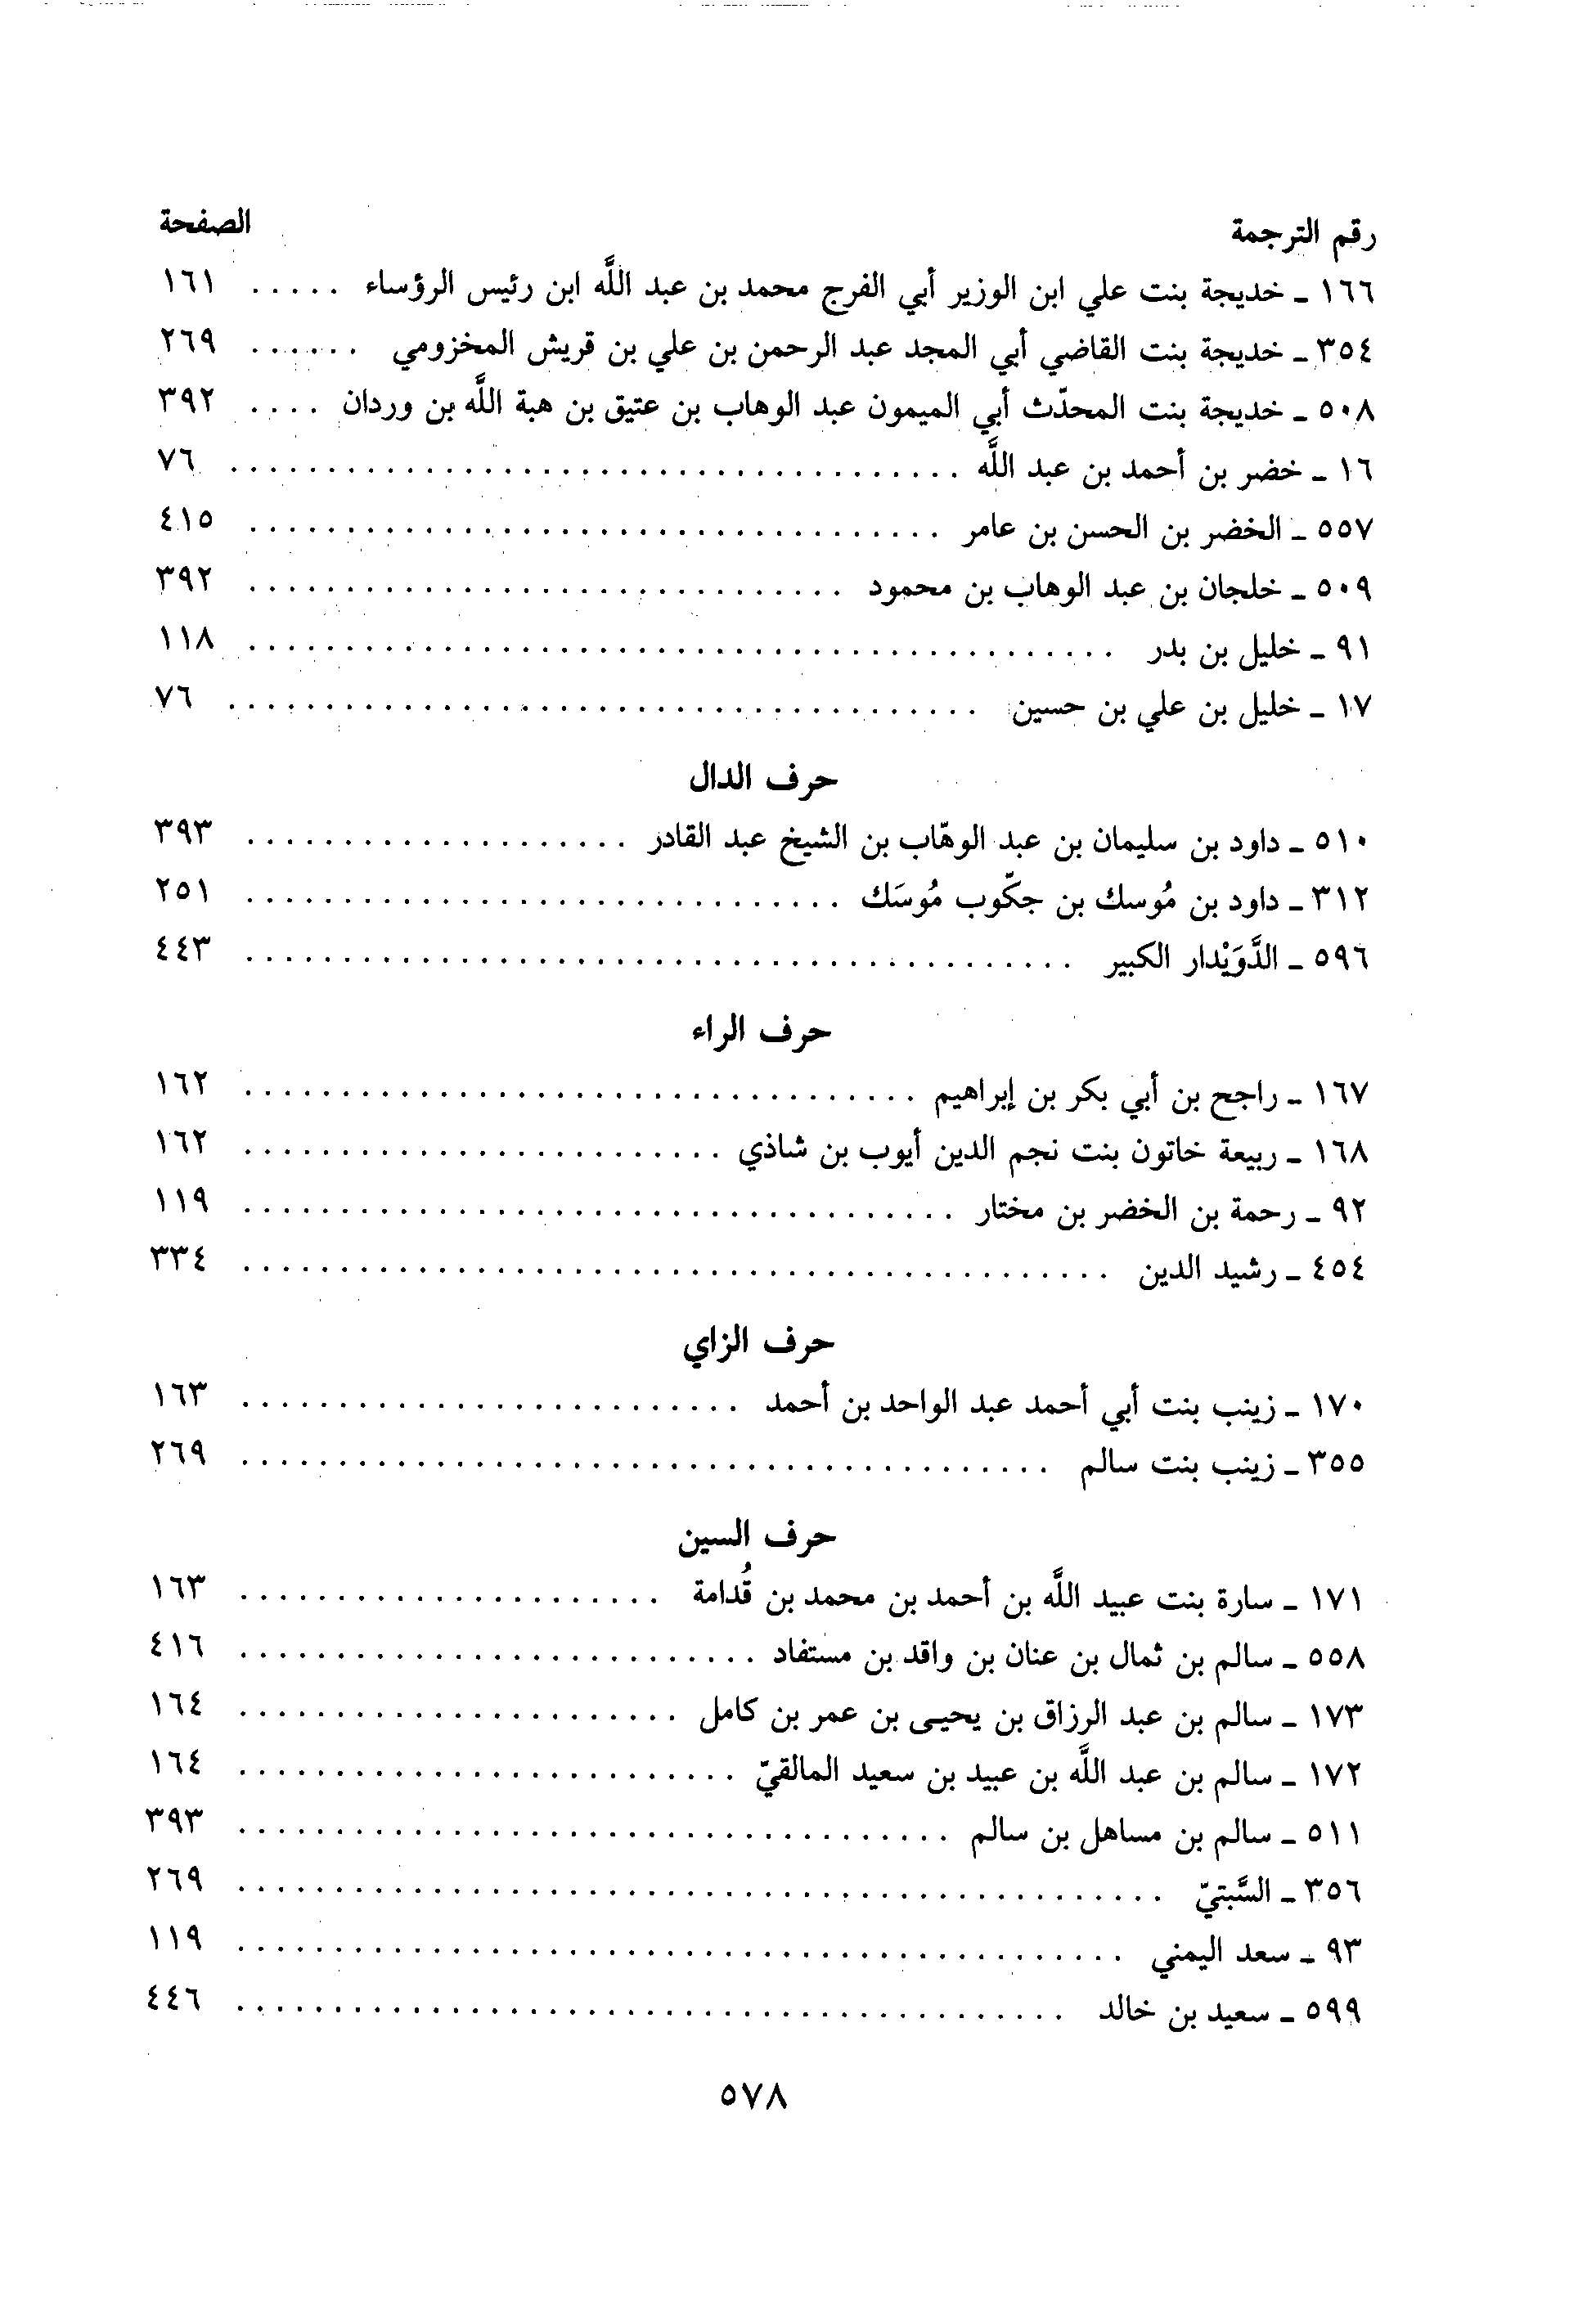 رقم الترجمة الصفحة
١٦٦ ـ خديجة بنت علي ابن الوزير أبي الفرج محمد بن عبد اللَّه ابن رئيس الرؤساء ..... ١٦١
٣٥٤ ـ خديجة بنت القاضي أبي المجد عبد الرحمن بن علي بن قريش المخزومي ...... ٢٦٩
٥٠٨ ـ خديجة بنت المحدّث أبي الميمون عبد الوهاب بن عتيق بن هبة اللَّه بن وردان .... ٣٩٢
١٦ ـ خضر بن أحمد بن عبد اللَّه ...................................... ٧٦
٥٥٧ ـ الخضر بن الحسن بن عامر .................................... ٤١٥
٥٠٩ ـ خلجان بن عبد الوهاب بن محمود ............................... ٣٩٢
٩١ ـ خليل بن بدر ............................................. ١١٨
١٧ ـ خليل بن علي بن حسين ....................................... ٧٦
حرف الدال
٥١٠ ـ داود بن سليمان بن عبد الوهّاب بن الشيخ عبد القادر .................... ٣٩٣
٣١٢ ـ داود بن مُوسك بن جكّوب مُوسَك ............................... ٢٥١
٥٩٦ ـ الدَّوَيْدار الكبير ........................................... ٤٤٣
حرف الراء
١٦٧ ـ راجح بن أبي بكر بن إبراهيم ................................... ١٦٢
١٦٨ ـ ربيعة خاتون بنت نجم الدين أيوب بن شاذي ......................... ١٦٢
٩٢ ـ رحمة بن الخضر بن مختار ..................................... ١١٩
٤٥٤ ـ رشيد الدين ............................................. ٣٣٤
حرف الزاي
١٧٠ ـ زينب بنت أبي أحمد عبد الواحد بن أحمد .......................... ١٦٣
٣٥٥ ـ زينب بنت سالم .......................................... ٢٦٩
حرف السين
١٧١ ـ سارة بنت عبيد اللَّه بن أحمد بن محمد بن قُدامة ...................... ١٦٣
٥٥٨ ـ سالم بن ثمال بن عنان بن واقد بن مستفاد ........................... ٤١٦
١٧٣ ـ سالم بن عبد الرزاق بن يحيى بن عمر بن كامل ....................... ١٦٤
١٧٢ ـ سالم بن عبد اللَّه بن عبيد بن سعيد المالقيّ .......................... ١٦٤
٥١١ ـ سالم بن مساهل بن سالم ..................................... ٣٩٣
٣٥٦ ـ السَّبتيّ ................................................ ٢٦٩
٩٣ ـ سعد اليمني .............................................. ١١٩
٥٩٩ ـ سعيد بن خالد ........................................... ٤٤٦
٥٧٨